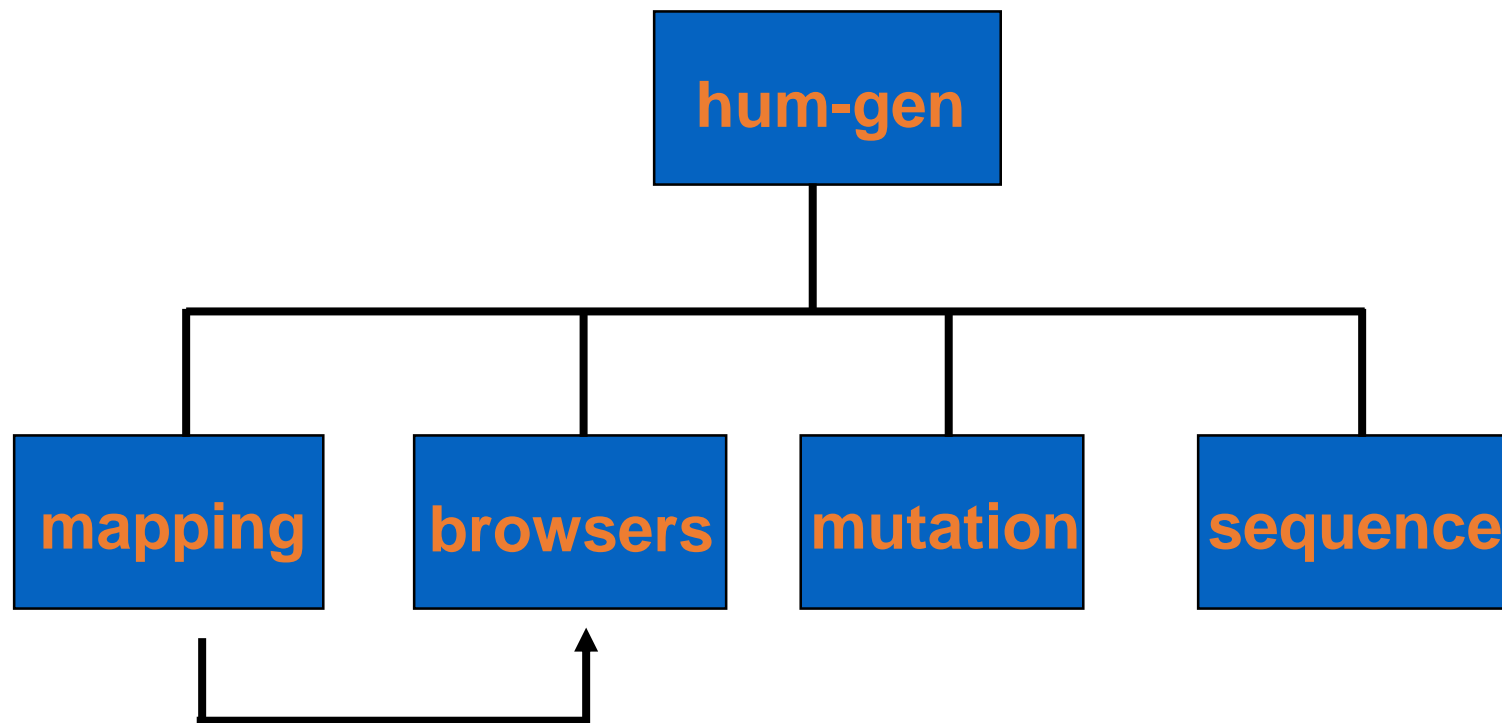 hum-gen
mapping
browsers
mutation
sequence